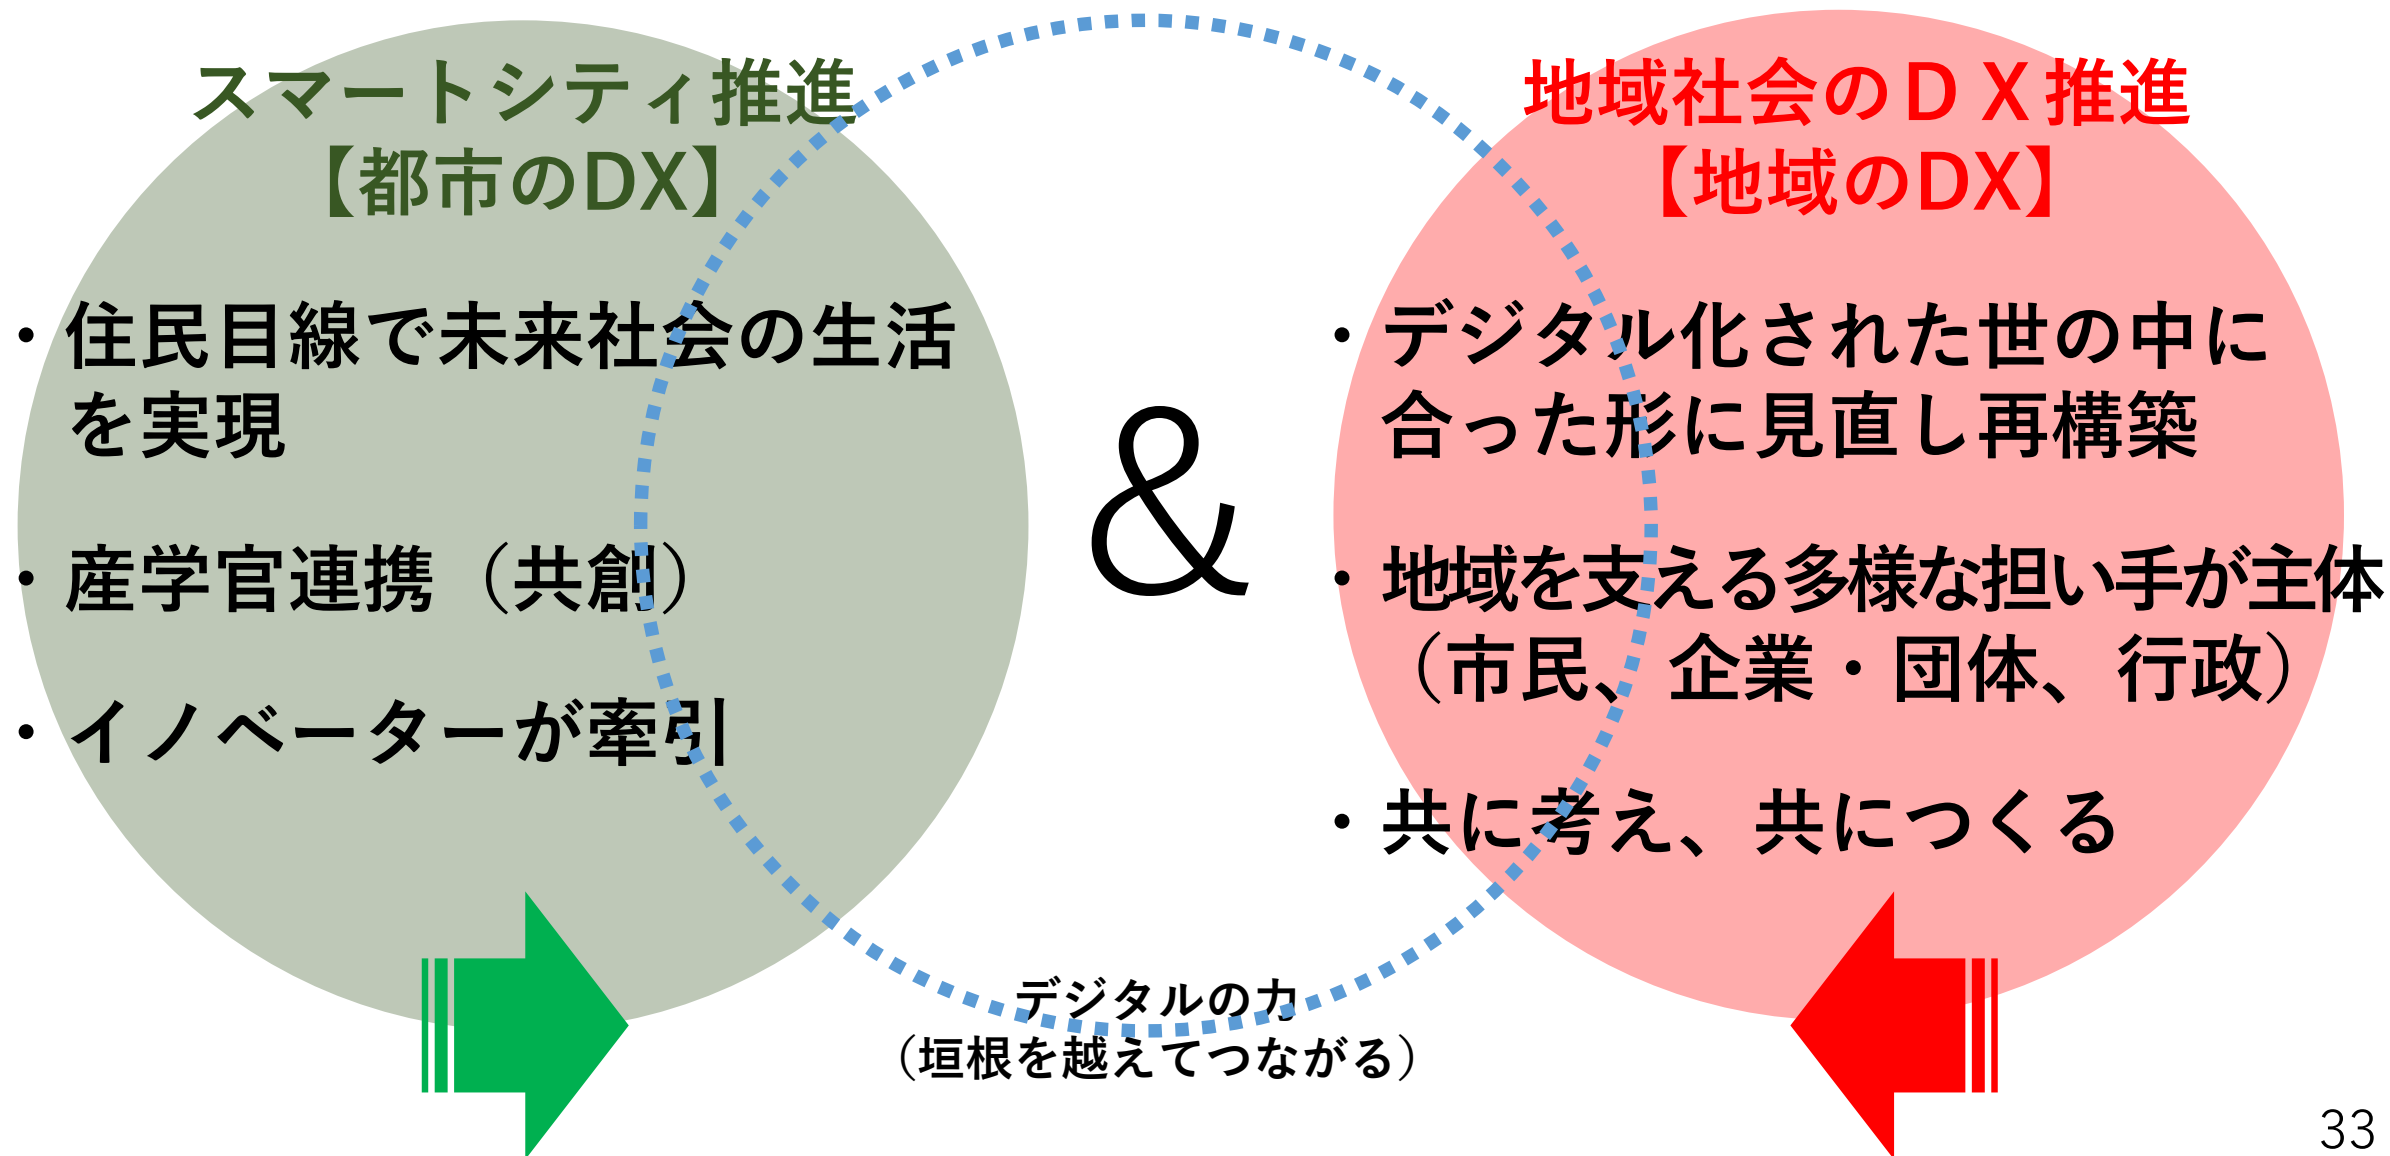 スマートシティ推進
【都市のDX】
・住民目線で未来社会の生活
を実現
・産学官連携（共創）
・イノベーターが牽引
&
地域社会のＤＸ推進
【地域のDX】
・デジタル化された世の中に
合った形に見直し再構築
・地域を支える多様な担い手が主体
（市民、企業・団体、行政）
・共に考え、共につくる
デジタルの力
（垣根を越えてつながる）
33